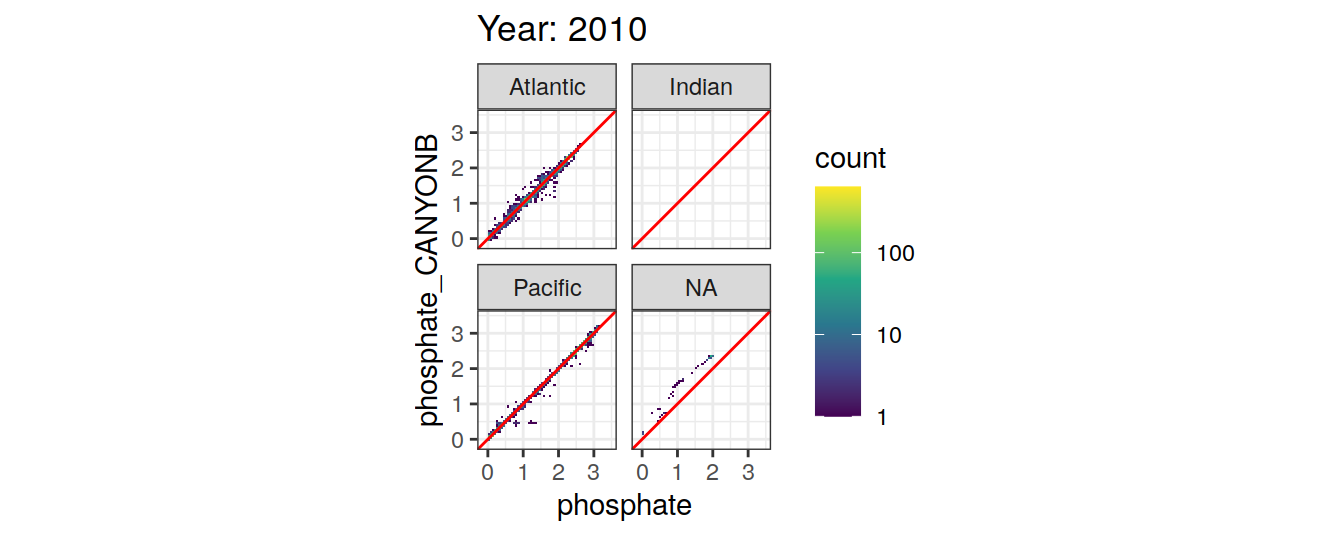 Year: 2010
Atlantic
Indian
3
2
1
0
Pacific
NA
3
2
1
0
0 1 2 3
0 1 2 3
phosphate
phosphate_CANYONB
count
100
10
1